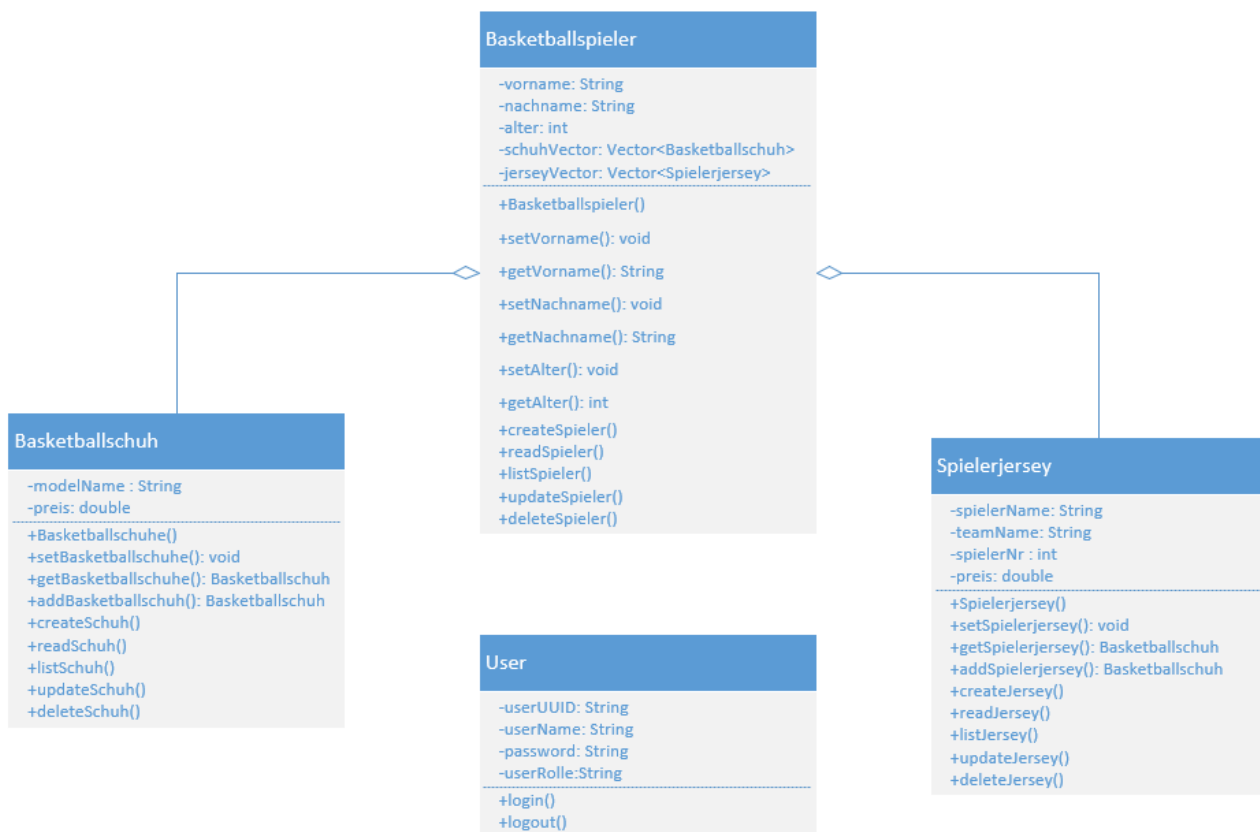 Basketballspieler
-vorname: String
-nachname: String
-alter: int
-schuhVector: Vector<Basketballschuh>
-jerseyVector: Vector<Spielerjersey>
+Basketballspieler()
+setVorname(): void
+getVorname(): String
+setNachname(): void
+getNachname(): String
+setAlter(): void
+getAlter(): int
+createSpieler()
+readSpieler()
+listSpieler()
+updateSpieler()
+deleteSpieler()
Basketballschuh
-modelName : String
-preis: double
+Basketballschuhe()
+setBasketballschuhe(): void
+getBasketballschuhe(): Basketballschuh
+addBasketballschuh(): Basketballschuh
+createSchuh()
+readSchuh()
+listSchuh()
+updateSchuh()
+deleteSchuh()
Spielerjersey
-spielerName: String
-teamName: String
-spielerNr : int
-preis: double
+Spielerjersey()
+setSpielerjersey(): void
+getSpielerjersey(): Basketballschuh
+addSpielerjersey(): Basketballschuh
+createJersey()
+readJersey()
+listJersey()
+updateJersey()
+deleteJersey()
User
-userUUID: String
-userName: String
-password: String
-userRolle:String
+login()
+logout()